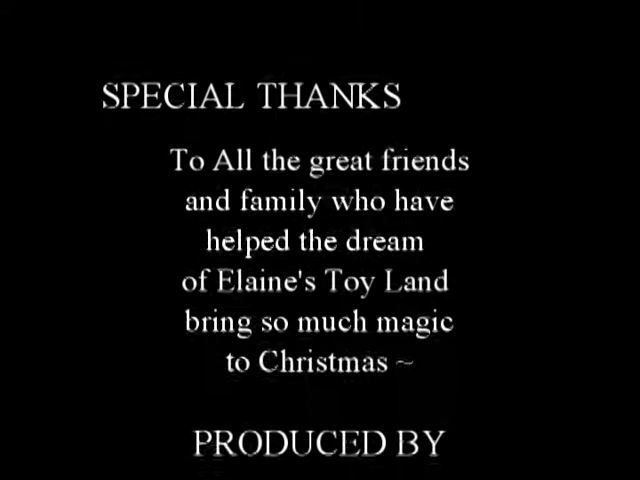 SPECIAL THANKS
To All the great friends
and family who have
helped the dream
of Elaine's Toy Land
bring so much magic
to Christmas ~
PRODUCED BY